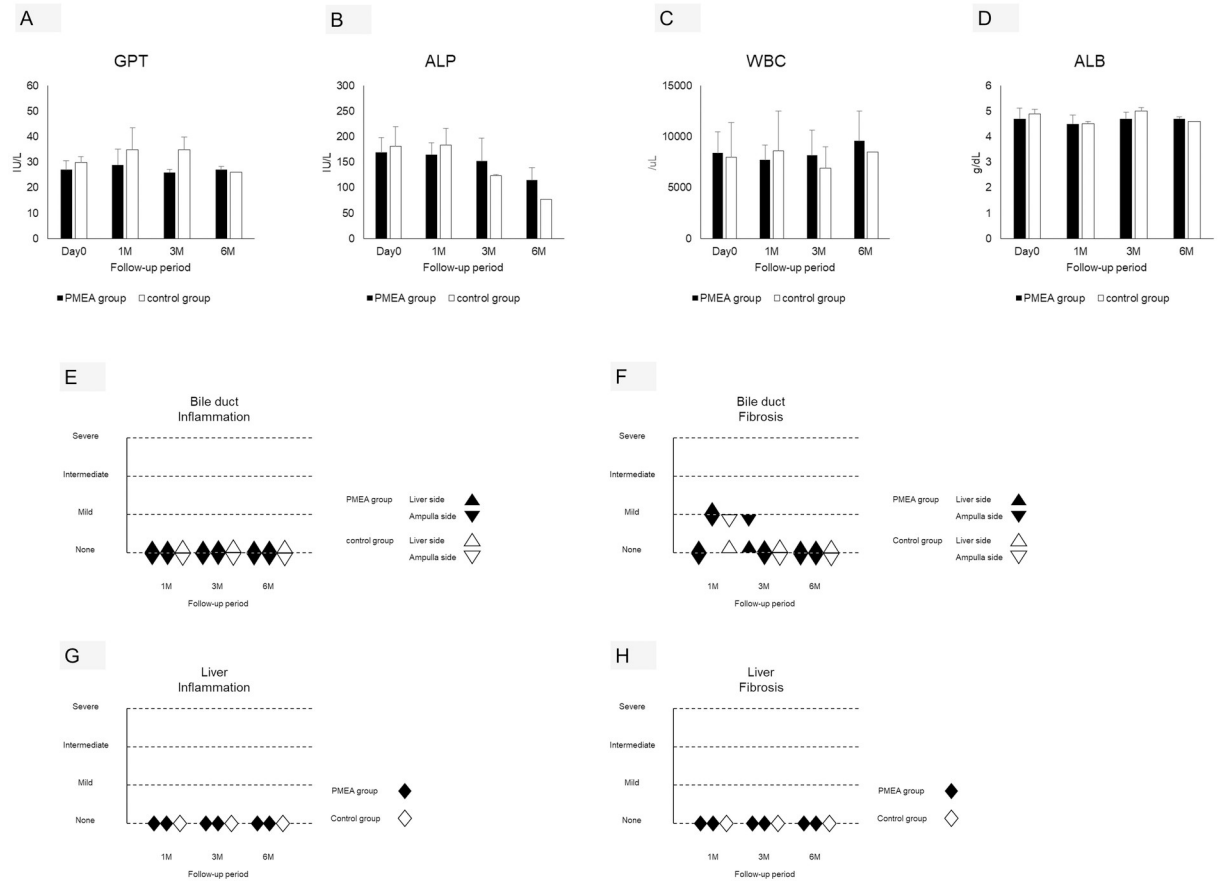 A
GPT
60
50
40
30
20
10
0
IU/L
Day0 1M 3M 6M
Follow-up period
PMEA group control group
B
ALP
300
250
200
150
100
50
0
IU/L
Day0 1M 3M 6M
Follow-up period
PMEA group control group
C
WBC
/15000
10000
5000
0
/uL
Day0 1M 3M 6M
Follow-up period
PMEA group control group
D
ALB
6
5
4
3
2
1
0
g/dL
Day0 1M 3M 6M
Follow-up period
PMEA group control group
E
Bile duct
Inflammation
Severe
Intermediate
Mild
None
1M 3M 6M
Follow-up period
PMEA group Liver side
Ampulla side
control group Liver side
Ampulla side
F
Bile duct
Fibrosis
Severe
Intermediate
Mild
None
1M 3M 6M
Follow-up period
PMEA group Liver side
Ampulla side
Control group Liver side
Ampulla side
G
Liver
Inflammation
Severe
Intermediate
Mild
None
1M 3M 6M
Follow-up period
PMEA group
Control group
H
Liver
Fibrosis
Severe
Intermediate
Mild
None
1M 3M 6M
Follow-up period
PMEA group
Control group